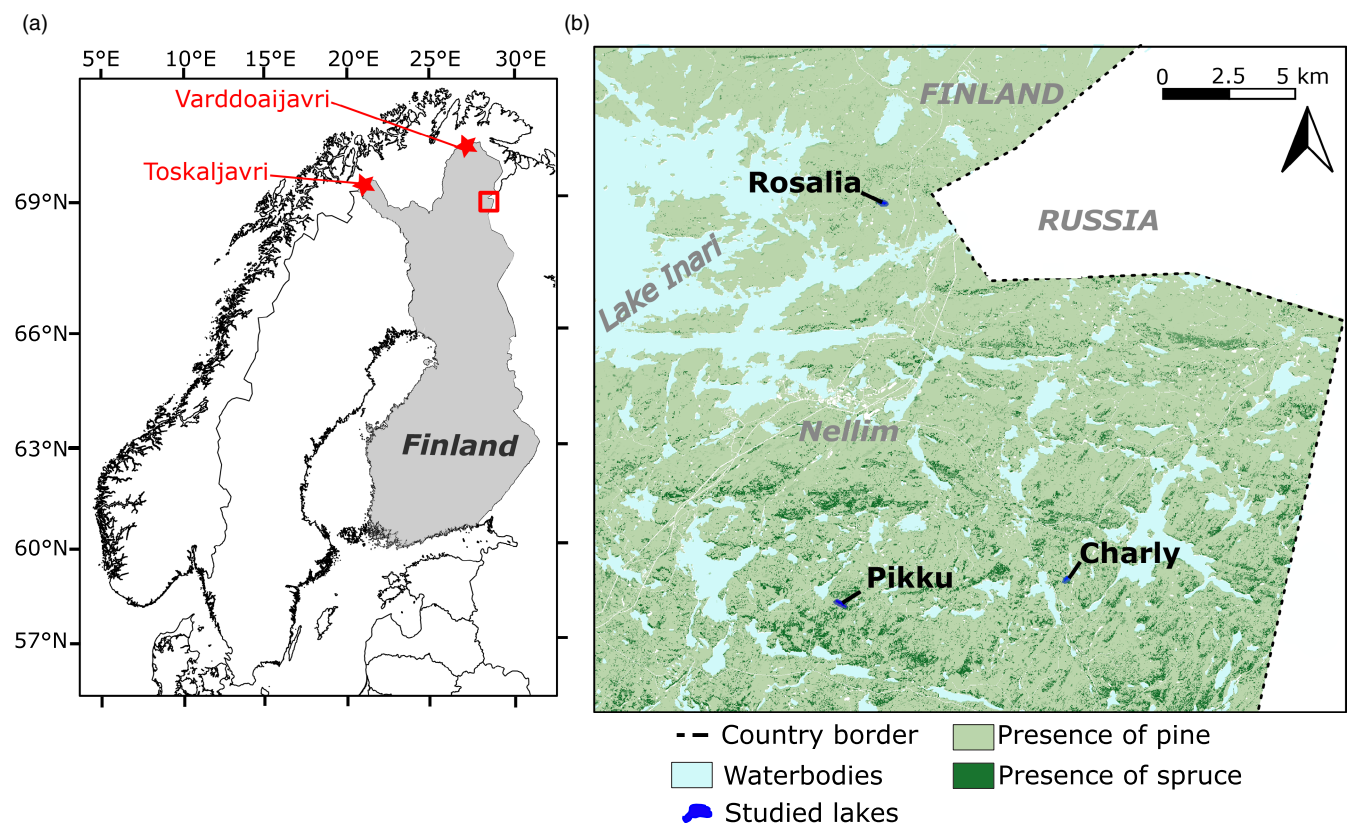 (a)
5°E 10°E 15°E 20°E 25°E 30°E
Varddoaijavri
Toskaljavri
69°N
66°N
63°N
60°N
57°N
Finland
(b)
FINLAND
0 2.5 5 km
Rosalia
RUSSIA
Lake Inari
Nellim
Charly
Pikku
Country border
Presence of pine
Waterbodies
Presence of spruce
Studied lakes